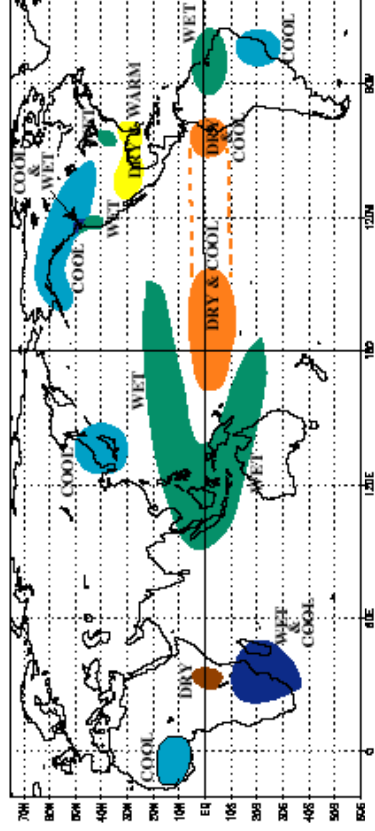 70N
60N
50N
40N
30N
20N
10N
EQ
10S
20S
30S
40S
50S
60S
COOL
&
WET
COOL
COOL
WET
WET
DRY & WARM
COOL
WET
DRY
WET
DRY & COOL
DRY
&
COOL
WET
WET
&
COOL
COOL
0
60E
120E
180
120W
60W